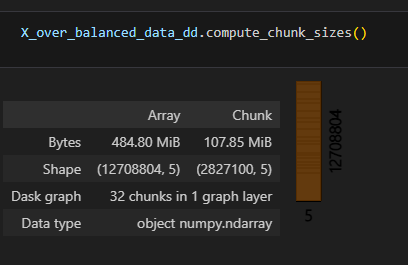 X_over_balanced_data_dd.compute_chunk_sizes()
Array Chunk
Bytes 484.80 MiB 107.85 MiB
Shape (12708804, 5) (2827100, 5)
Dask graph 32 chunks in 1 graph layer
Data type object numpy.ndarray
12708804
5